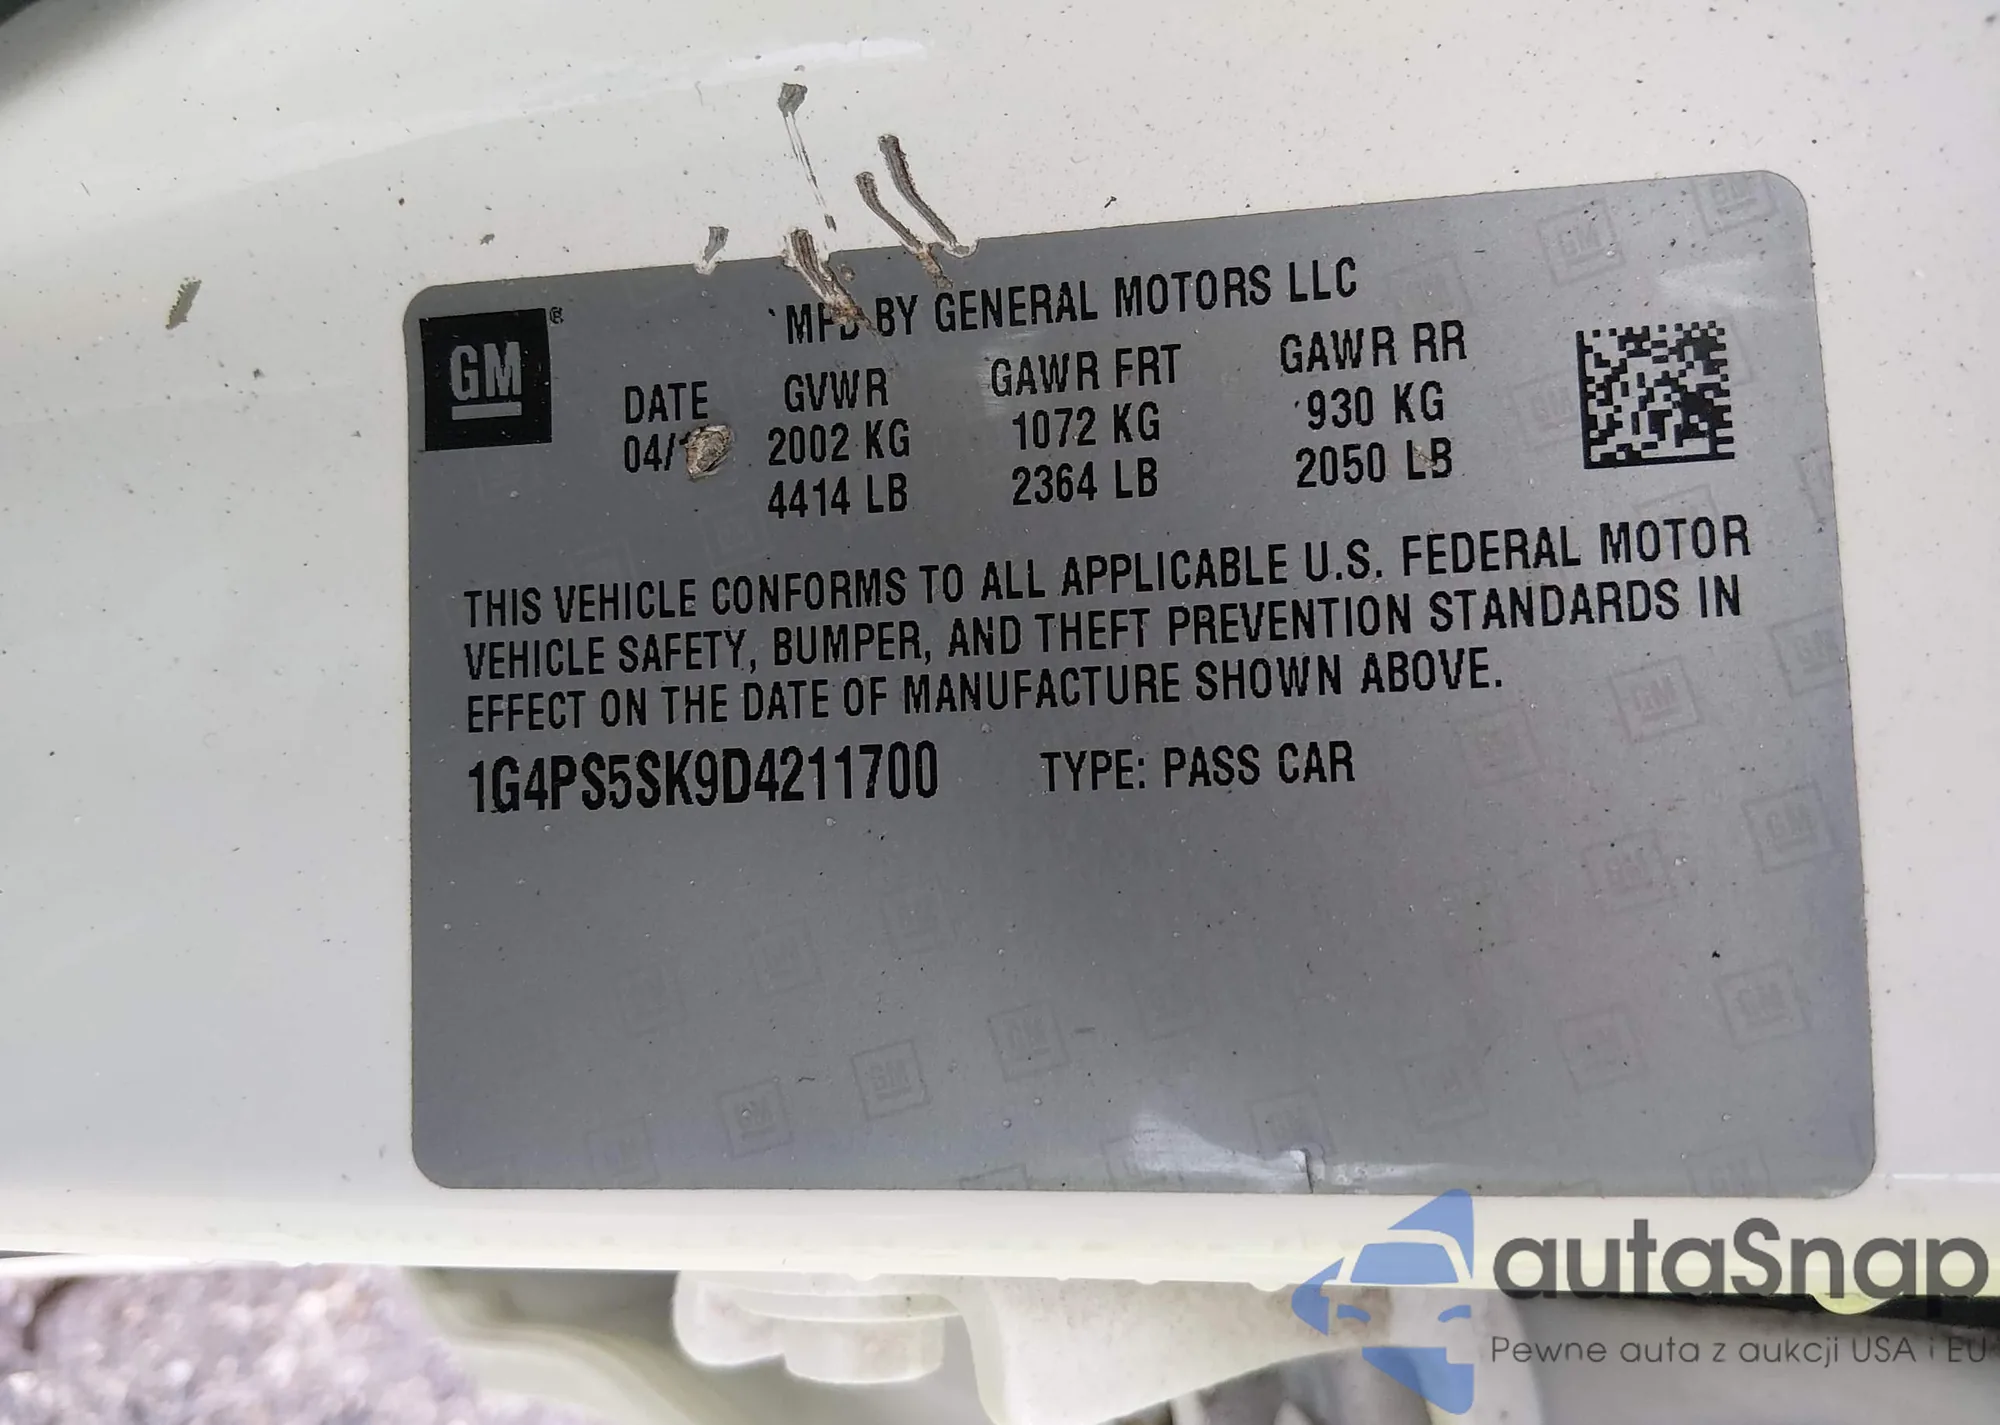 GM ®
MFD BY GENERAL MOTORS LLC
DATE GVWR GAWR FRT GAWR RR
04/ 2002 KG 1072 KG 930 KG
4414 LB 2364 LB 2050 LB
THIS VEHICLE CONFORMS TO ALL APPLICABLE U.S. FEDERAL MOTOR
VEHICLE SAFETY, BUMPER, AND THEFT PREVENTION STANDARDS IN
EFFECT ON THE DATE OF MANUFACTURE SHOWN ABOVE.
1G4PS5SK9D4211700 TYPE: PASS CAR
autaSnap
Pewne auta z aukcji USA i EU